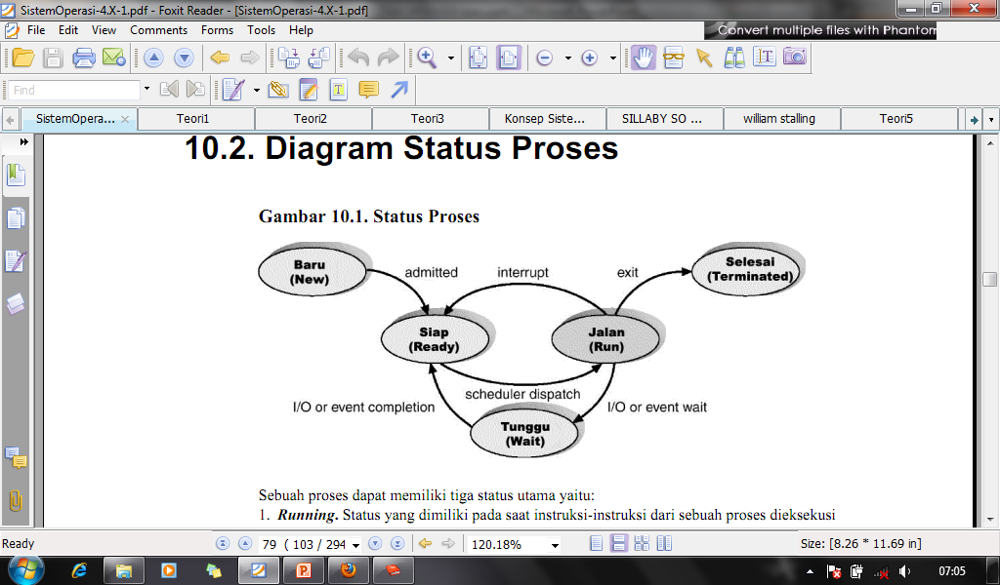 SistemOperasi-4.X-1.pdf - Foxit Reader - [SistemOperasi-4.X-1.pdf]
File Edit View Comments Forms Tools Help
Convert multiple files with Phantom
Find
SistemOpera... Teori1 Teori2 Teori3 Konsep Siste... SILLABY SO ... william stalling Teori5
10.2. Diagram Status Proses
Gambar 10.1. Status Proses
Baru
(New)
admitted
interrupt
exit
Selesai
(Terminated)
Siap
(Ready)
Jalan
(Run)
scheduler dispatch
I/O or event completion
I/O or event wait
Tunggu
(Wait)
Sebuah proses dapat memiliki tiga status utama yaitu:
1. Running. Status yang dimiliki pada saat instruksi-instruksi dari sebuah proses dieksekusi
Ready
79 ( 103 / 294
120.18%
Size: [8.26 * 11.69 in]
07:05